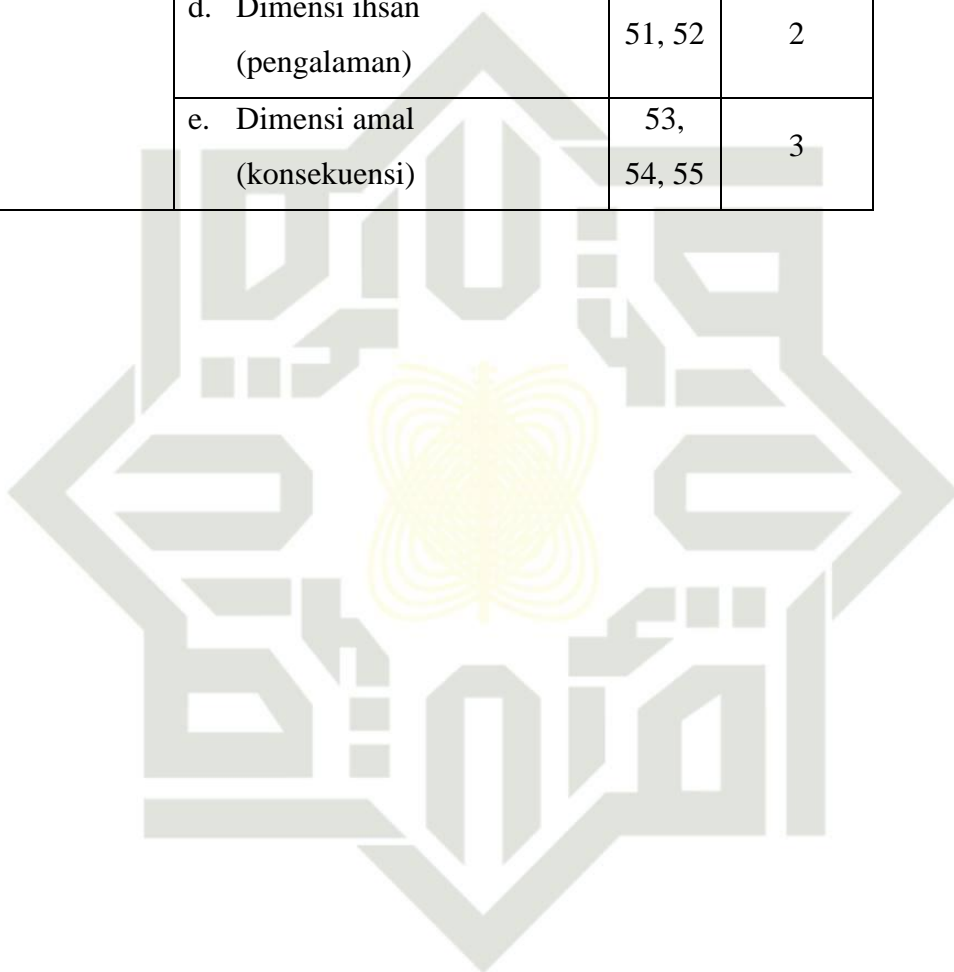 d. Dimensi ihsan
(pengalaman)
51, 52
2
e. Dimensi amal
(konsekuensi)
53,
54, 55
3